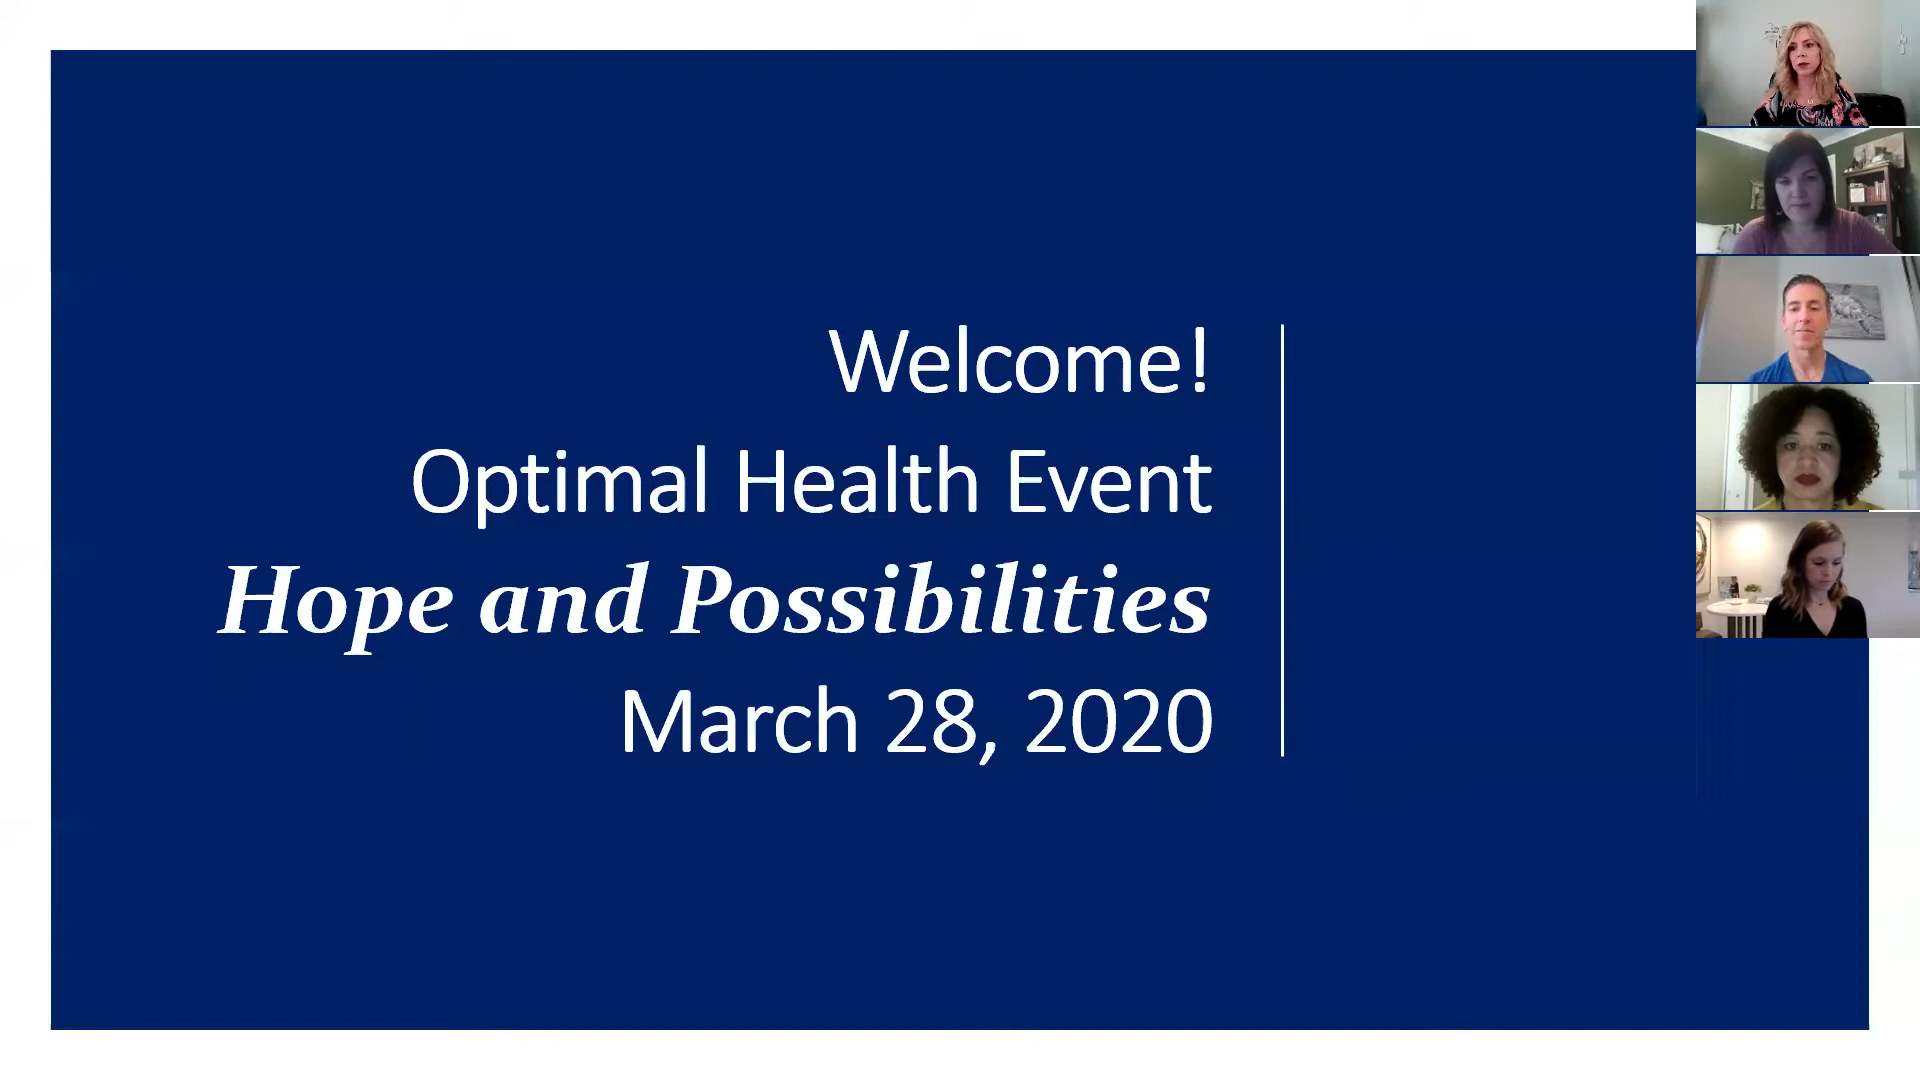 Welcome!
Optimal Health Event
Hope and Possibilities
March 28, 2020